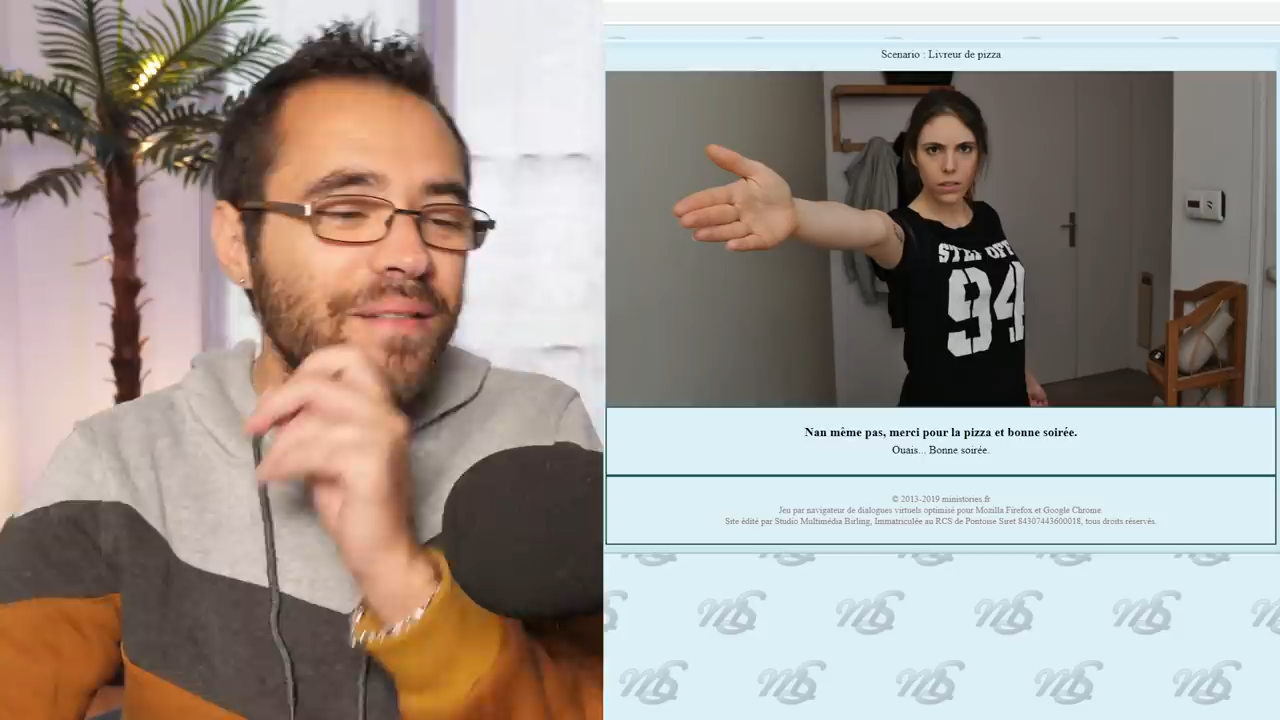 Scenario : Livreur de pizza
STEP OFF
94
Nan même pas, merci pour la pizza et bonne soirée.
Ouais... Bonne soirée.
© 2013-2019 ministories.fr
Jeu par navigateur de dialogues virtuels optimisé pour Mozilla Firefox et Google Chrome.
Site édité par Studio Multimédia Birling, Immatriculée au RCS de Pontoise Siret 84307443600018, tous droits réservés.